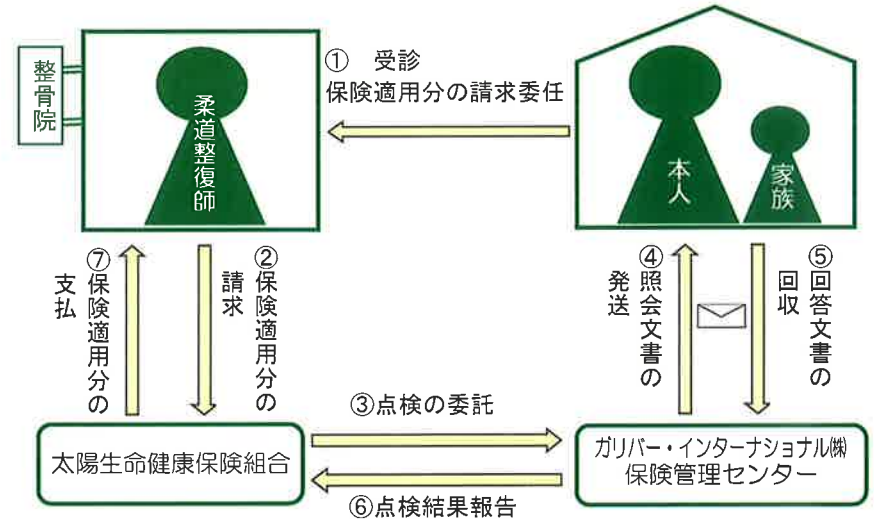 整骨院
柔道整復師
① 受診
保険適用分の請求委任
本人
家族
⑦保険適用分の
支払
②保険適用分の
請求
④照会文書の
発送
⑤回答文書の
回収
③点検の委託
太陽生命健康保険組合
ガリバー・インターナショナル㈱
保険管理センター
⑥点検結果報告